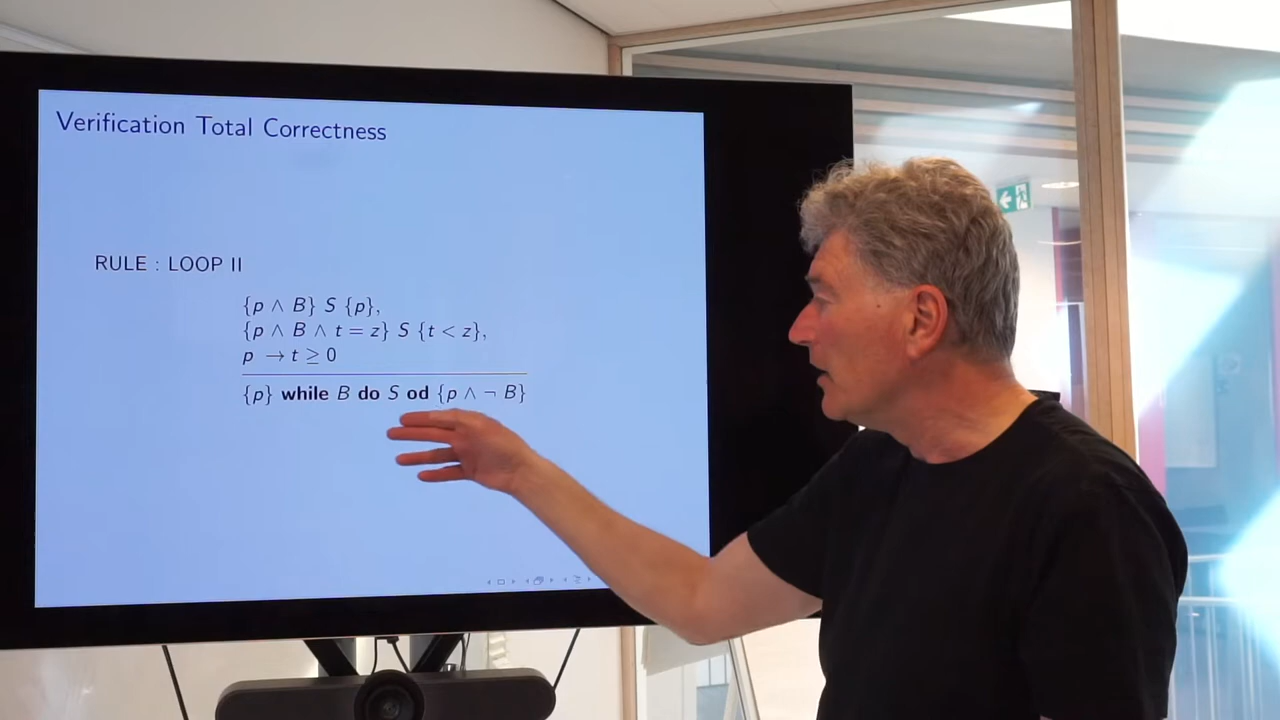 Verification Total Correctness
RULE : LOOP II
{p ∧ B} S {p},
{p ∧ B ∧ t = z} S {t < z},
p → t ≥ 0
{p} while B do S od {p ∧ ¬ B}